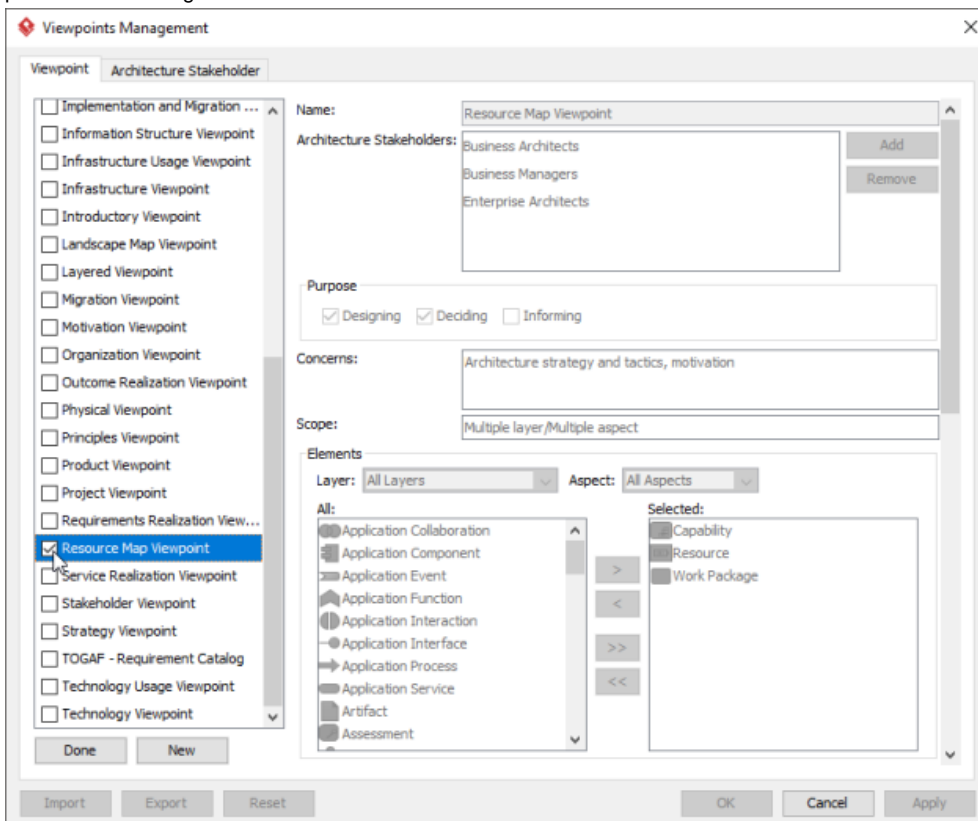 Viewpoints Management
Viewpoint
Architecture Stakeholder
Implementation and Migration ...
Information Structure Viewpoint
Infrastructure Usage Viewpoint
Infrastructure Viewpoint
Introductory Viewpoint
Landscape Map Viewpoint
Layered Viewpoint
Migration Viewpoint
Motivation Viewpoint
Organization Viewpoint
Outcome Realization Viewpoint
Physical Viewpoint
Principles Viewpoint
Product Viewpoint
Project Viewpoint
Requirements Realization View...
Resource Map Viewpoint
Service Realization Viewpoint
Stakeholder Viewpoint
Strategy Viewpoint
TOGAF - Requirement Catalog
Technology Usage Viewpoint
Technology Viewpoint
Done
New
Name:
Resource Map Viewpoint
Architecture Stakeholders:
Business Architects
Business Managers
Enterprise Architects
Add
Remove
Purpose
Designing
Deciding
Informing
Concerns:
Architecture strategy and tactics, motivation
Scope:
Multiple layer/Multiple aspect
Elements
Layer:
All Layers
Aspect:
All Aspects
All:
Application Collaboration
Application Component
Application Event
Application Function
Application Interaction
Application Interface
Application Process
Application Service
Artifact
Assessment
>
<
>>
<<
Selected:
Capability
Resource
Work Package
Import
Export
Reset
OK
Cancel
Apply